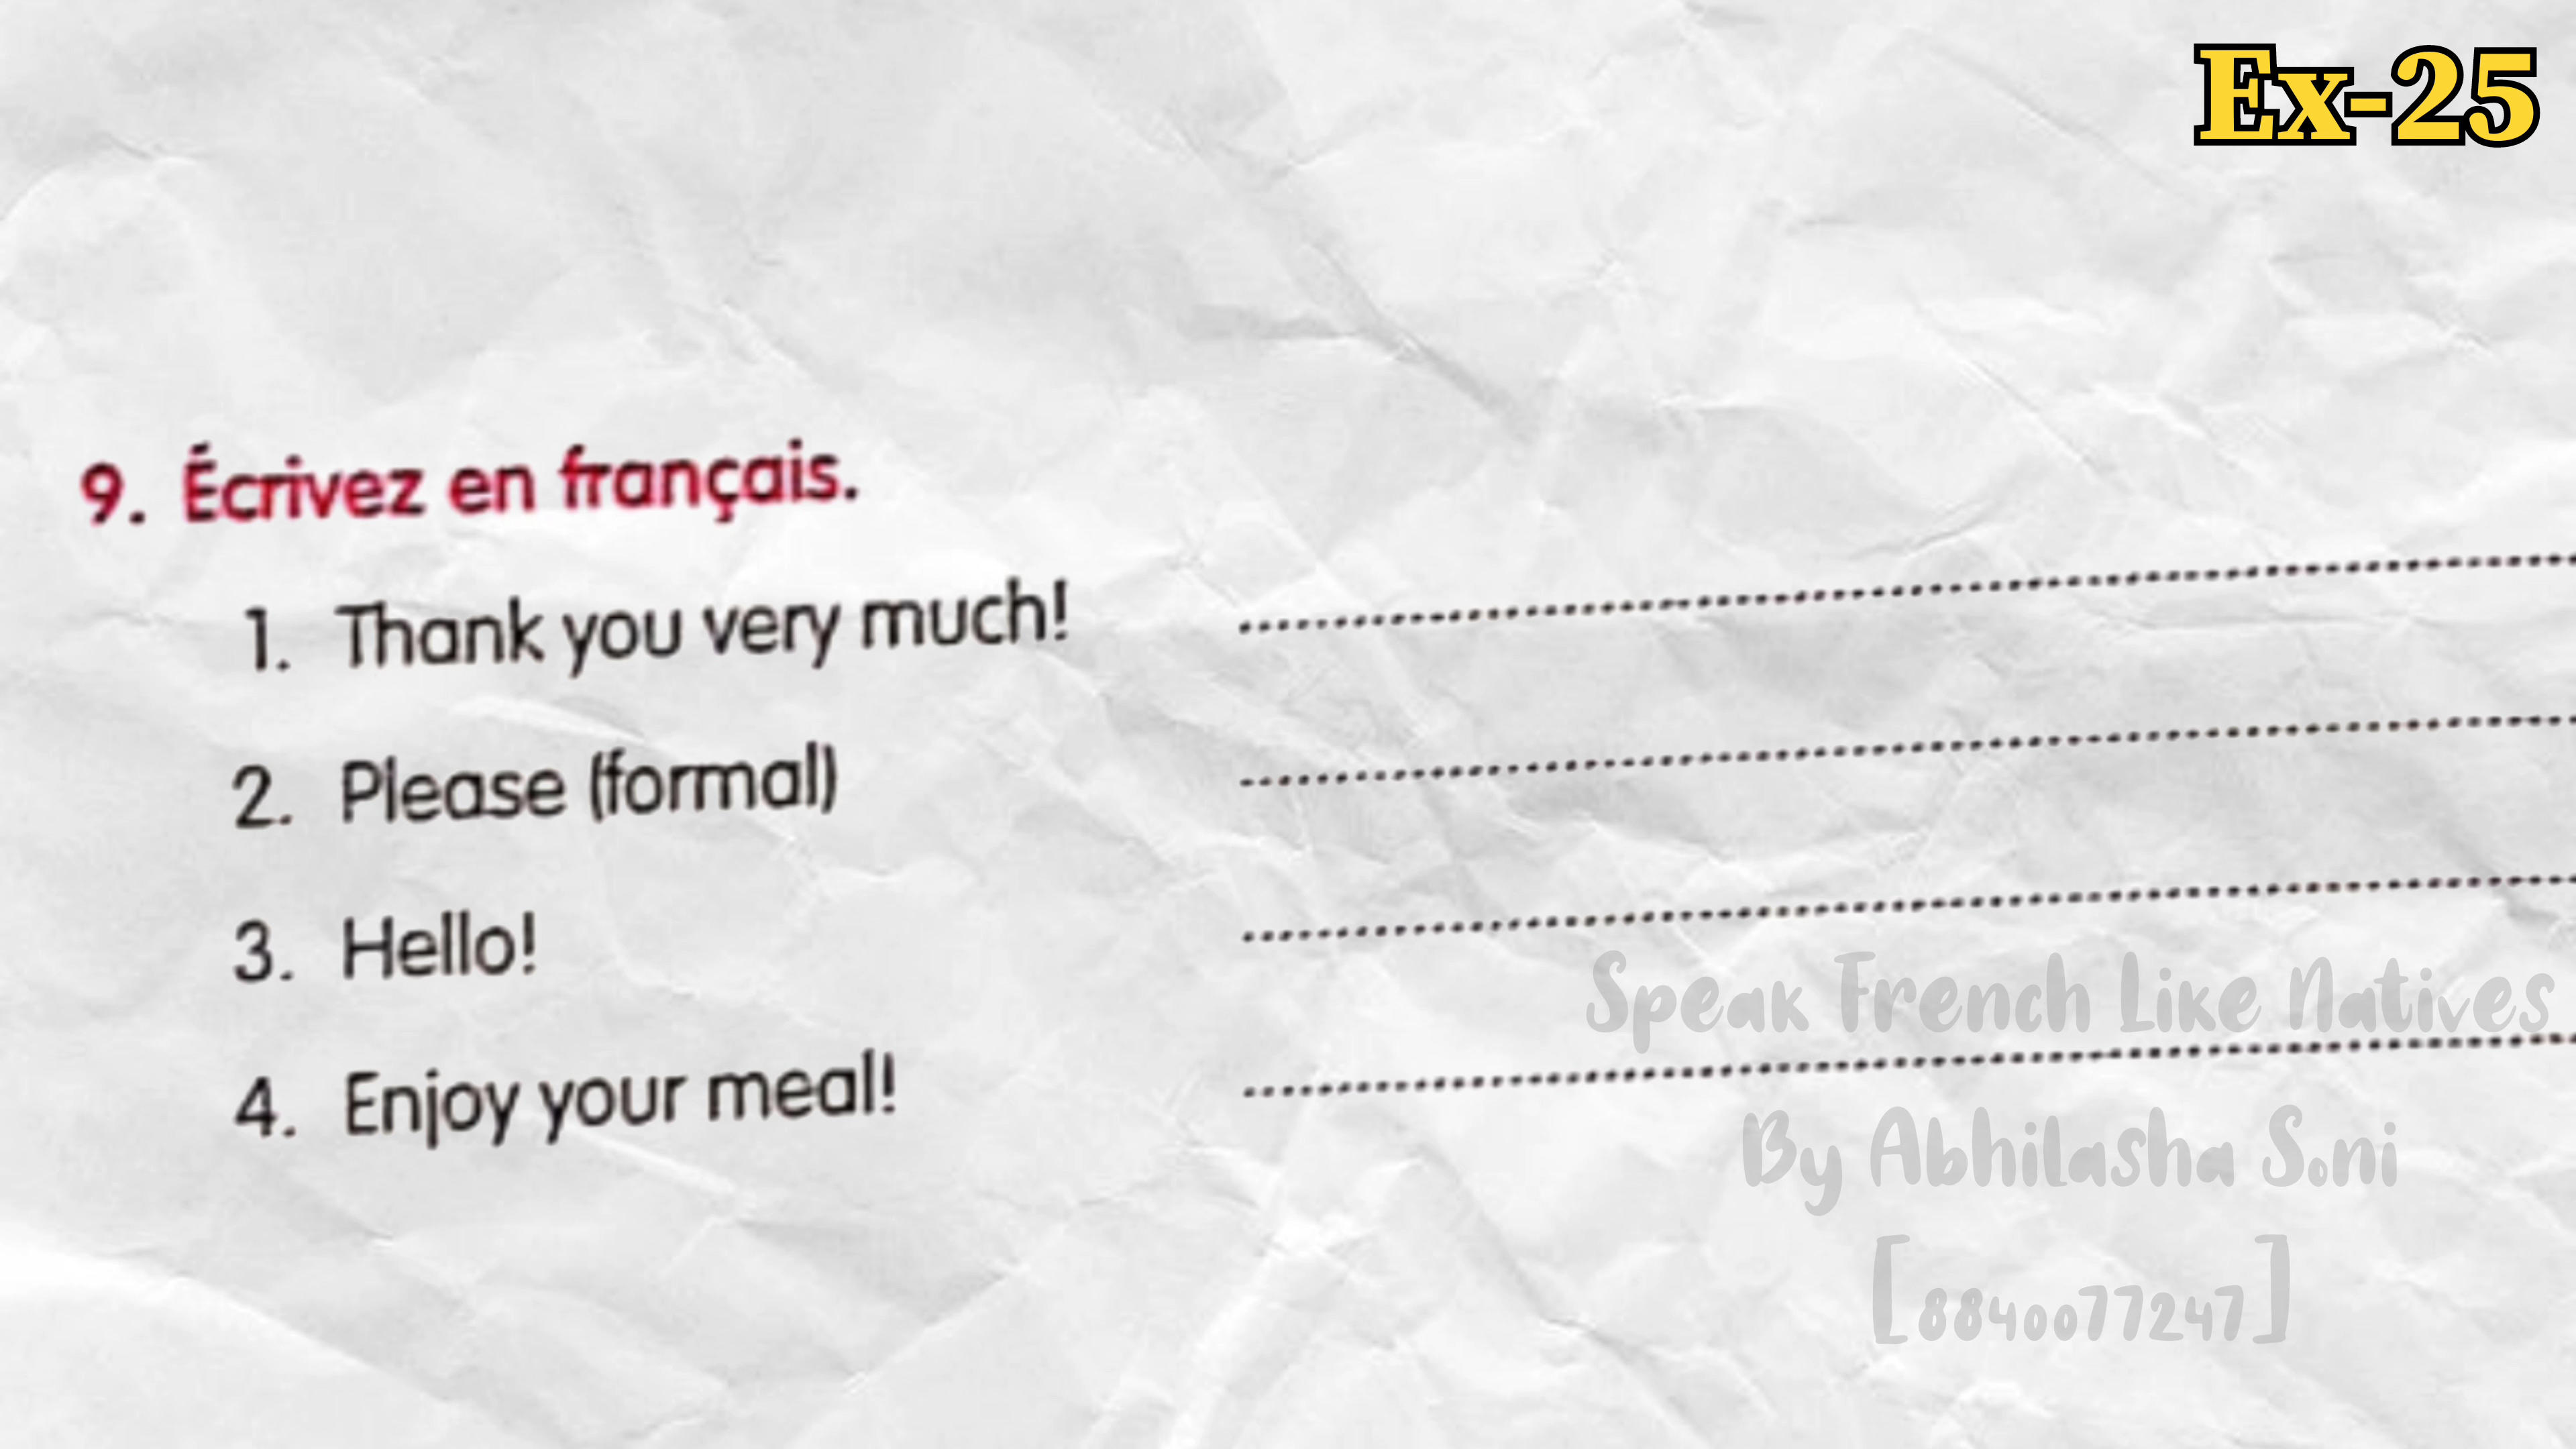 Ex-25
9. Écrivez en français.
1. Thank you very much!
2. Please (formal)
3. Hello!
4. Enjoy your meal!
Speak French Like Natives
By Abhilasha Soni
[8840077247]